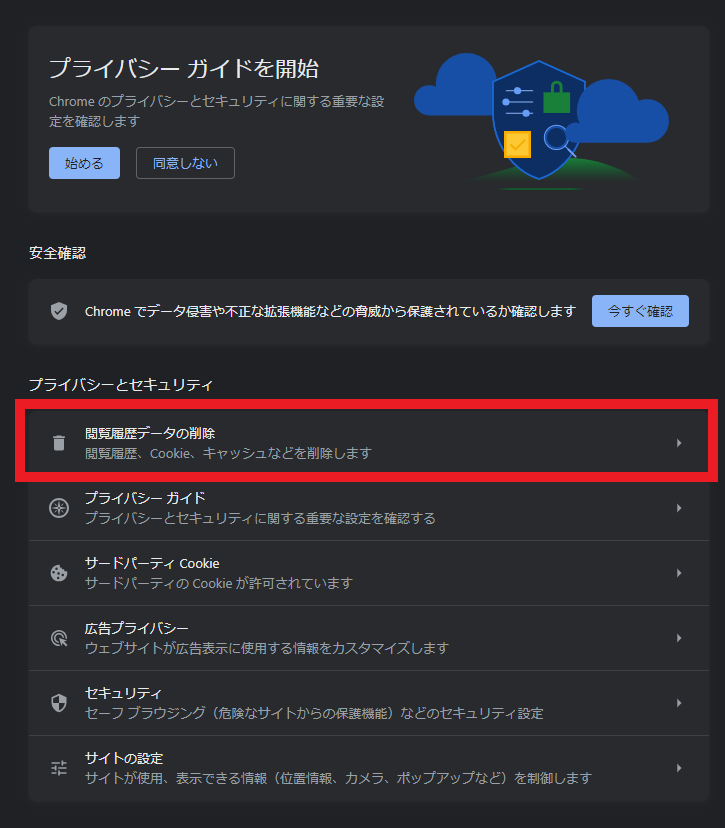 プライバシー ガイドを開始
Chrome のプライバシーとセキュリティに関する重要な設
定を確認します
始める
同意しない
安全確認
Chrome でデータ侵害や不正な拡張機能などの脅威から保護されているか確認します
今すぐ確認
プライバシーとセキュリティ
閲覧履歴データの削除
閲覧履歴、Cookie、キャッシュなどを削除します
プライバシー ガイド
プライバシーとセキュリティに関する重要な設定を確認する
サードパーティ Cookie
サードパーティの Cookie が許可されています
広告プライバシー
ウェブサイトが広告表示に使用する情報をカスタマイズします
セキュリティ
セーフ ブラウジング（危険なサイトからの保護機能）などのセキュリティ設定
サイトの設定
サイトが使用、表示できる情報（位置情報、カメラ、ポップアップなど）を制御します